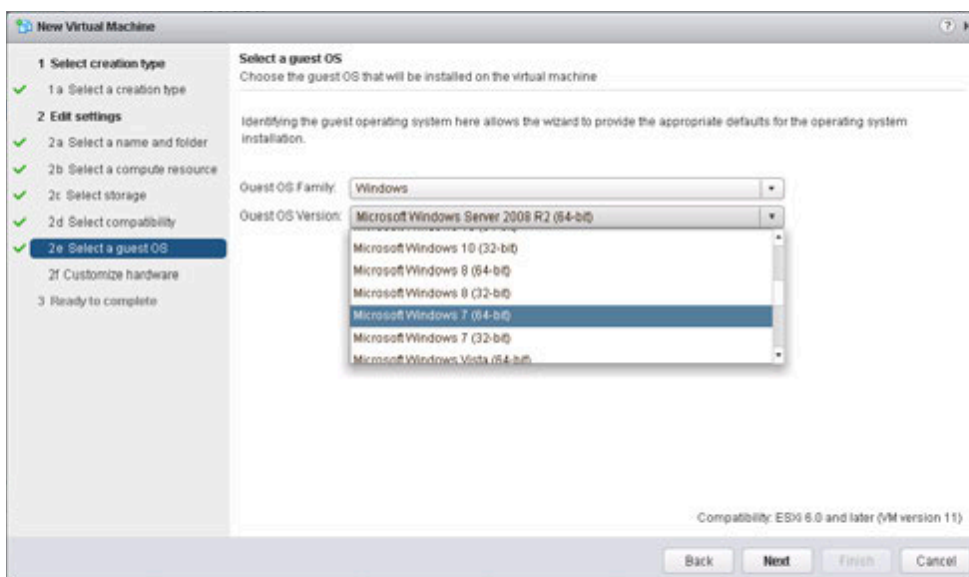 New Virtual Machine
?
1 Select creation type
1a Select a creation type
2 Edit settings
2a Select a name and folder
2b Select a compute resource
2c Select storage
2d Select compatibility
2e Select a guest OS
2f Customize hardware
3 Ready to complete
Select a guest OS
Choose the guest OS that will be installed on the virtual machine
Identifying the guest operating system here allows the wizard to provide the appropriate defaults for the operating system
installation.
Guest OS Family: Windows
Guest OS Version: Microsoft Windows Server 2008 R2 (64-bit)
Microsoft Windows 10 (32-bit)
Microsoft Windows 8 (64-bit)
Microsoft Windows 8 (32-bit)
Microsoft Windows 7 (64-bit)
Microsoft Windows 7 (32-bit)
Microsoft Windows Vista (64-bit)
Compatibility: ESXi 6.0 and later (VM version 11)
Back Next Finish Cancel